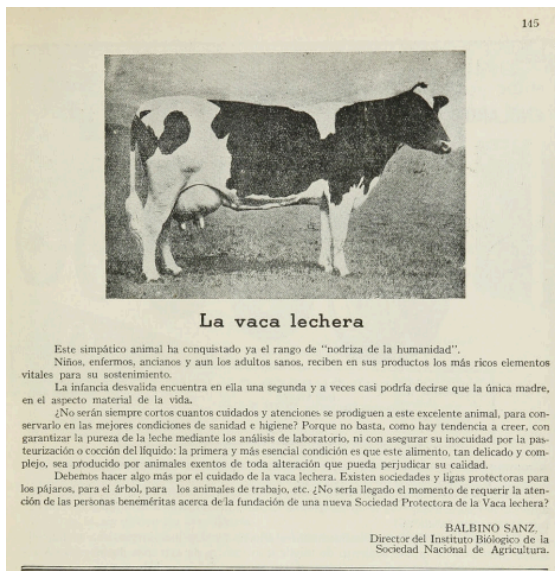 145
La vaca lechera
Este simpático animal ha conquistado ya el rango de "nodriza de la humanidad".
Niños, enfermos, ancianos y aun los adultos sanos, reciben en sus productos los más ricos elementos
vitales para su sostenimiento.
La infancia desvalida encuentra en ella una segunda y a veces casi podría decirse que la única madre,
en el aspecto material de la vida.
¿No serán siempre cortos cuantos cuidados y atenciones se prodiguen a este excelente animal, para con-
servarlo en las mejores condiciones de sanidad e higiene? Porque no basta, como hay tendencia a creer, con
garantizar la pureza de la leche mediante los análisis de laboratorio, ni con asegurar su inocuidad por la pas-
teurización o cocción del líquido: la primera y más esencial condición es que este alimento, tan delicado y com-
plejo, sea producido por animales exentos de toda alteración que pueda perjudicar su calidad.
Debemos hacer algo más por el cuidado de la vaca lechera. Existen sociedades y ligas protectoras para
los pájaros, para el árbol, para los animales de trabajo, etc. ¿No sería llegado el momento de requerir la aten-
ción de las personas beneméritas acerca de la fundación de una nueva Sociedad Protectora de la Vaca lechera?
BALBINO SANZ.
Director del Instituto Biólogico de la
Sociedad Nacional de Agricultura.